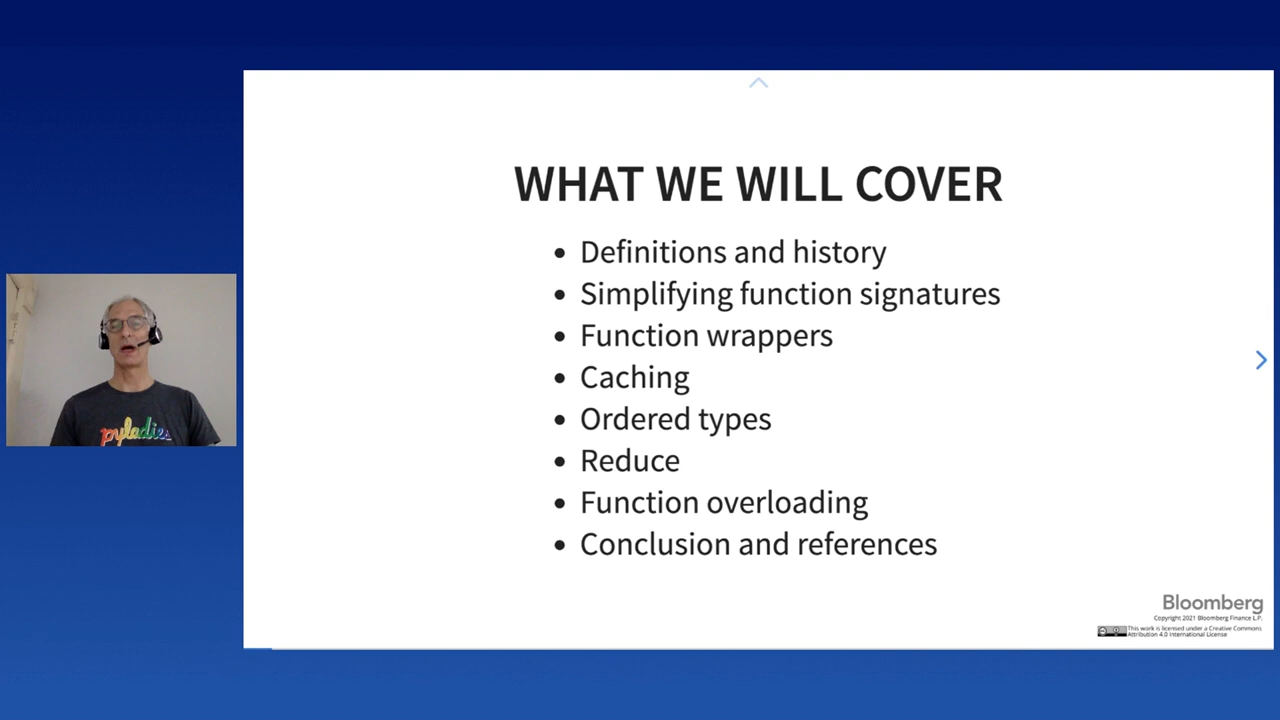 WHAT WE WILL COVER
Definitions and history
Simplifying function signatures
Function wrappers
Caching
Ordered types
Reduce
Function overloading
Conclusion and references
pyladies
Bloomberg
Copyright 2021 Bloomberg Finance L.P.
This work is licensed under a Creative Commons
Attribution 4.0 International License